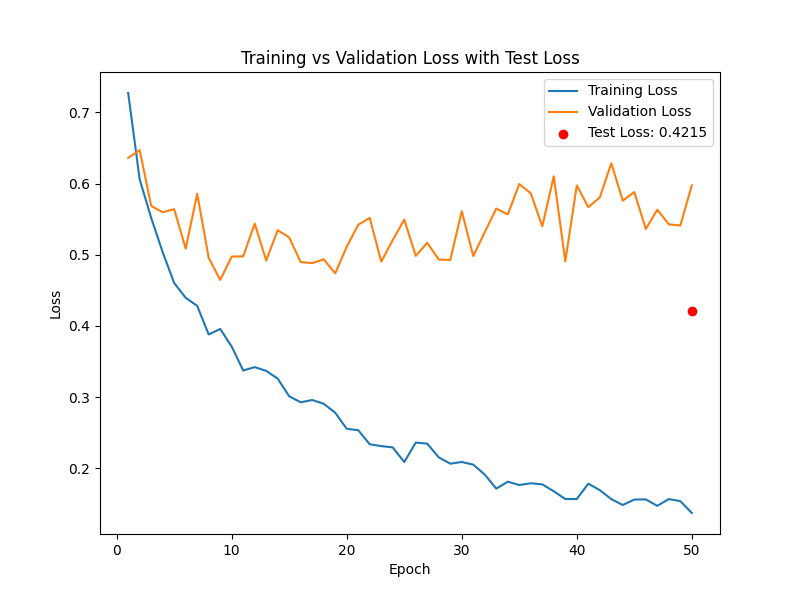 Training vs Validation Loss with Test Loss
Training Loss
Validation Loss
Test Loss: 0.4215
0.7
0.6
0.5
0.4
0.3
0.2
Loss
0
10
20
30
40
50
Epoch